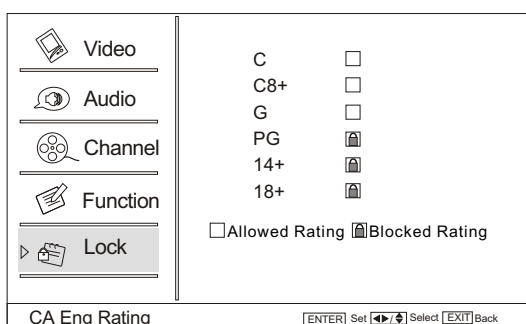 Video
Audio
Channel
Function
Lock
C
C8+
G
PG
14+
18+
Allowed Rating Blocked Rating
CA Eng Rating
ENTER Set / Select EXIT Back